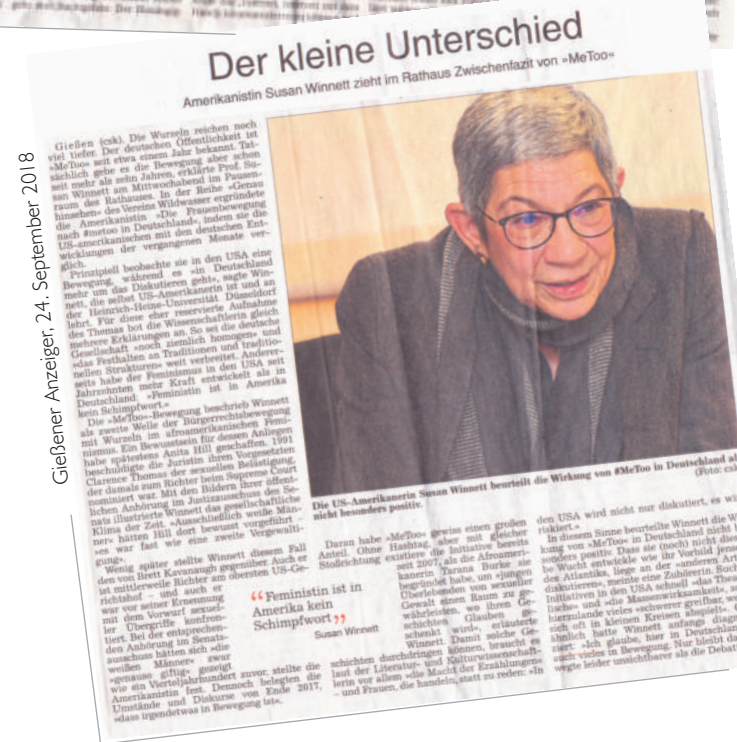 Gießener Anzeiger, 24. September 2018
Der kleine Unterschied
Amerikanistin Susan Winnett zieht im Rathaus Zwischenfazit von »MeToo«
Gießen (csk). Die Wurzeln reichen noch
viel tiefer. Der deutschen Öffentlichkeit ist
»MeToo« seit etwa einem Jahr bekannt. Tat-
sächlich gebe es die Bewegung aber schon
seit mehr als zehn Jahren, erklärte Prof. Su-
san Winnett am Mittwochabend im Pausen-
raum des Rathauses. In der Reihe »Genau
hinsehen« des Vereins Wildwasser ergründete
die Amerikanistin »Die Frauenbewegung
nach #metoo in Deutschland«, indem sie die
US-amerikanischen mit den deutschen Ent-
wicklungen der vergangenen Monate ver-
glich.
Prinzipiell beobachte sie in den USA eine
Bewegung, während es »in Deutschland
mehr um das Diskutieren geht«, sagte Win-
nett, die selbst US-Amerikanerin ist und an
der Heinrich-Heine-Universität Düsseldorf
lehrt. Für diese eher reservierte Aufnahme
des Themas bot die Wissenschaftlerin gleich
mehrere Erklärungen an. So sei die deutsche
Gesellschaft »noch ziemlich homogen« und
»das Festhalten an Traditionen und traditio-
nellen Strukturen« weit verbreitet. Anderer-
seits habe der Feminismus in den USA seit
Jahrzehnten mehr Kraft entwickelt als in
Deutschland: »Feministin ist in Amerika
kein Schimpfwort.«
Die »MeToo«-Bewegung beschrieb Winnett
als zweite Welle der Bürgerrechtsbewegung
mit Wurzeln im afroamerikanischen Femi-
nismus. Ein Bewusstsein für dessen Anliegen
habe spätestens Anita Hill geschaffen. 1991
beschuldigte die Juristin ihren Vorgesetzten
Clarence Thomas der sexuellen Belästigung,
der damals zum Richter beim Supreme Court
nominiert war. Mit den Bildern ihrer öffent-
lichen Anhörung im Justizausschuss des Se-
nats illustrierte Winnett das gesellschaftliche
Klima der Zeit. »Ausschließlich weiße Män-
ner« hätten Hill dort bewusst vorgeführt –
»es war fast wie eine zweite Vergewalti-
gung«.
Wenig später stellte Winnett diesem Fall
den von Brett Kavanaugh gegenüber. Auch er
ist mittlerweile Richter am obersten US-Ge-
richtshof – und auch er
war vor seiner Ernennung
mit dem Vorwurf sexuel-
ler Übergriffe konfron-
tiert. Bei der entsprechen-
den Anhörung im Senats-
ausschuss hätten sich »die
weißen Männer« zwar
»genauso giftig« gezeigt
wie ein Vierteljahrhundert zuvor, stellte die
Amerikanistin fest. Dennoch belegten die
Umstände und Diskurse von Ende 2017,
»dass irgendetwas in Bewegung ist«.
“Feministin ist in
Amerika kein
Schimpfwort”
Susan Winnett
Die US-Amerikanerin Susan Winnett beurteilt die Wirkung von #MeToo in Deutschland al
nicht besonders positiv.
(Foto: csk
Daran habe »MeToo« gewiss einen großen
Anteil. Ohne Hashtag, aber mit gleicher
Stoßrichtung existiere die Initiative bereits
seit 2007, als die Afroameri-
kanerin Tarana Burke sie
begründet habe, um »jungen
Überlebenden von sexueller
Gewalt einen Raum zu ge-
währleisten, wo ihren Ge-
schichten Glauben ge-
schenkt wird«, erläuterte
Winnett. Damit solche Ge-
schichten durchdringen können, brauche es
laut der Literatur- und Kulturwissenschaft-
lerin vor allem »die Macht der Erzählungen«
– und Frauen, die handeln, statt zu reden: »In
den USA wird nicht nur diskutiert, es wi
riskiert.«
In diesem Sinne beurteilte Winnett die W
kung von »MeToo« in Deutschland nicht
sonders positiv. Dass sie (noch) nicht die
Wucht entwickle wie ihr Vorbild jense
des Atlantiks, liege an der »anderen Art
diskutieren«, meinte eine Zuhörerin. Soch
Initiativen in den USA schnell »das Thea
lische« und »die Massenwirksamkeit«, s
hierzulande vieles »schwerer greifbar, w
sich oft in kleinen Kreisen abspielt«.
ähnlich hatte Winnett anfangs diag
ziert: »Ich glaube, hier in Deutschlan
auch vieles in Bewegung. Nur bleibt da
wegte leider unsichtbarer als die Debat